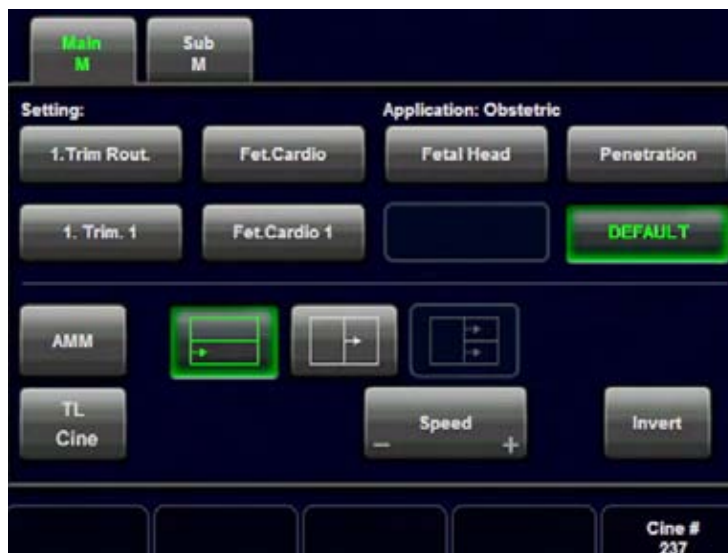 Main Sub
M M
Setting: Application: Obstetric
1.Trim Rout. Fet.Cardio Fetal Head Penetration
1. Trim. 1 Fet.Cardio 1 DEFAULT
AMM
TL
Cine Speed Invert
- +
Cine #
237